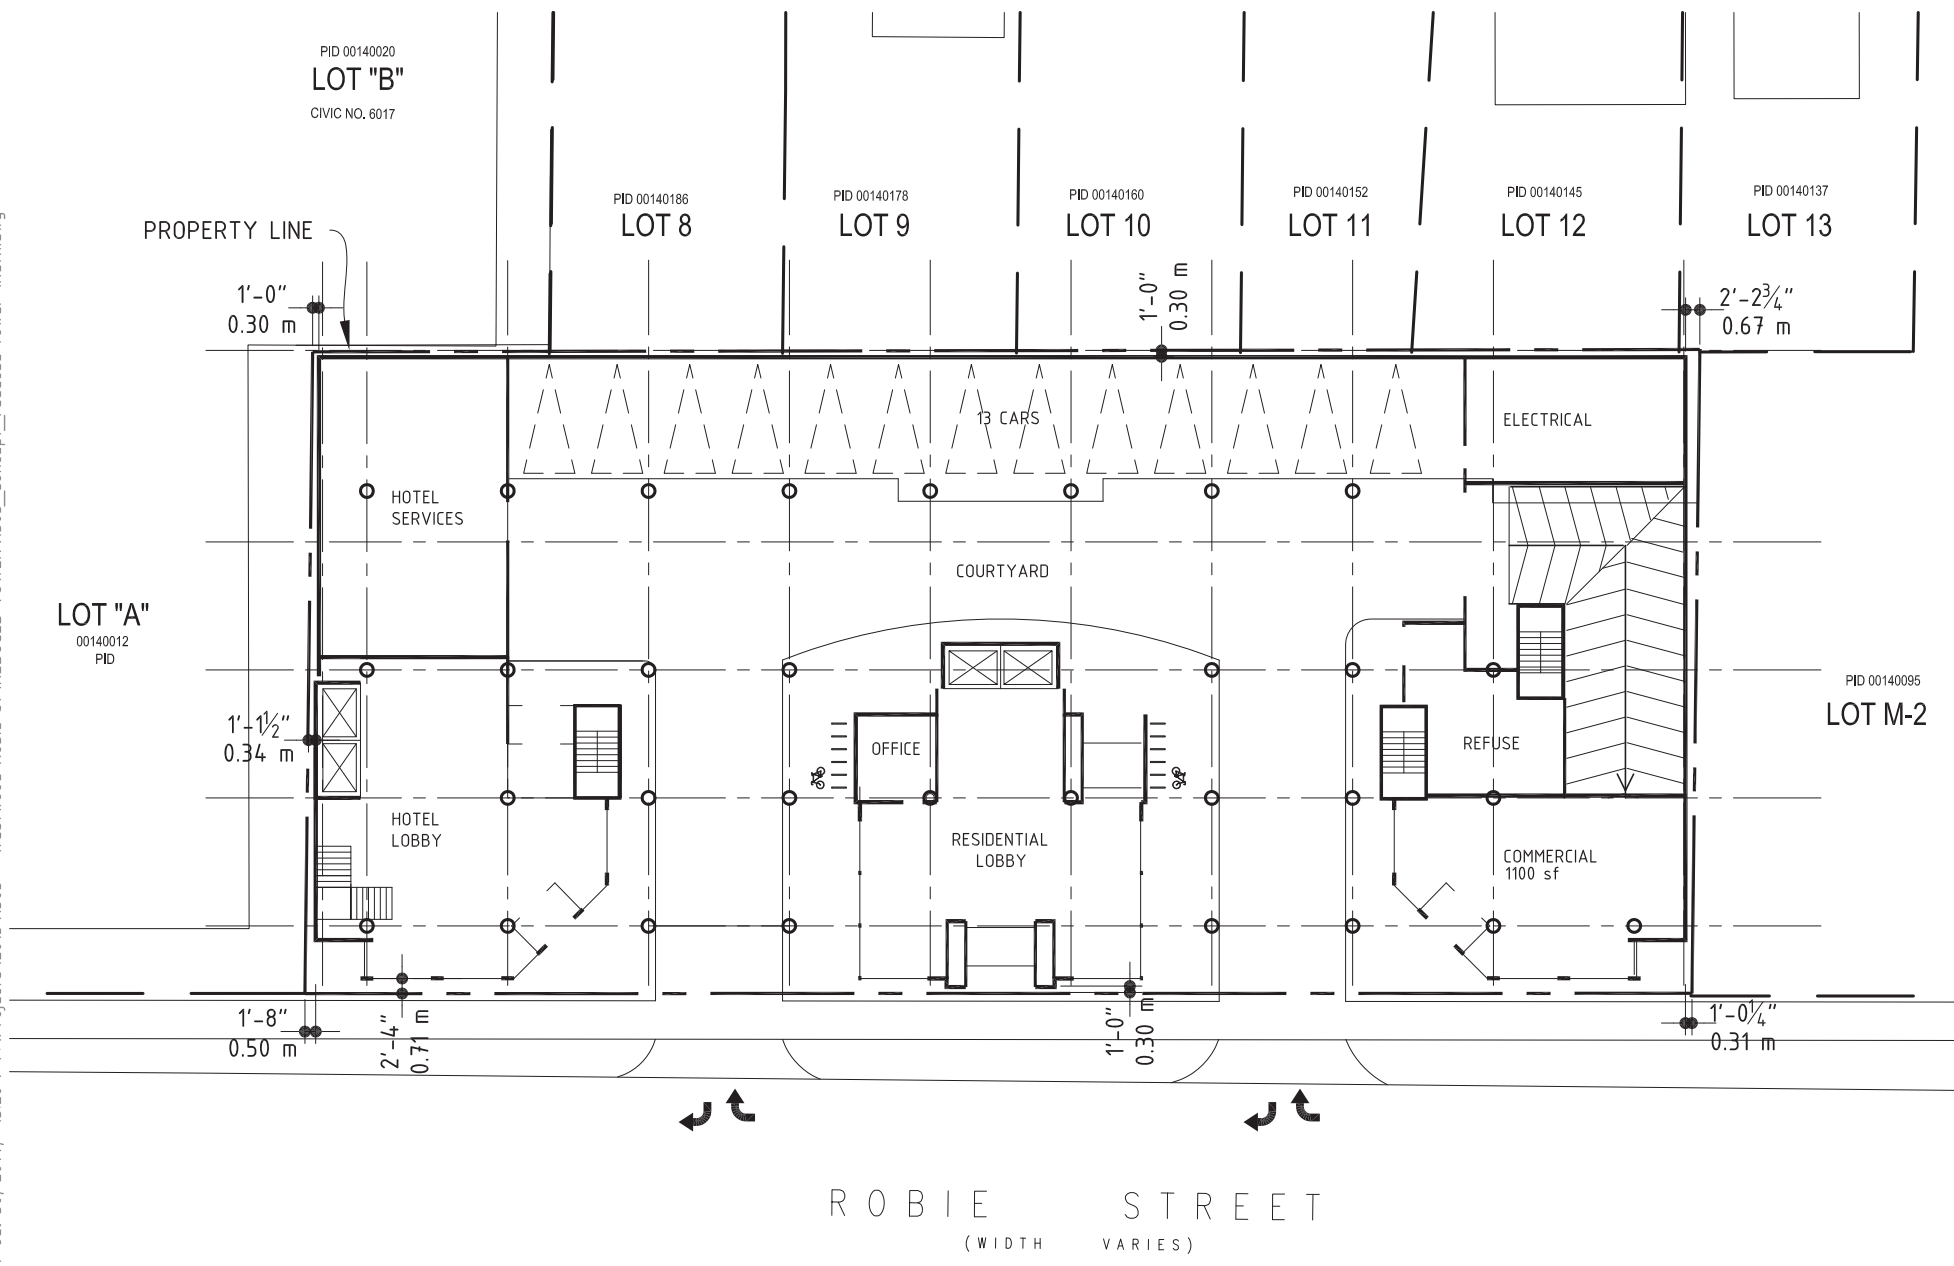 PID 00140020
LOT "B"
CIVIC NO. 6017
PID 00140186
LOT 8
PID 00140178
LOT 9
PID 00140160
LOT 10
PID 00140152
LOT 11
PID 00140145
LOT 12
PID 00140137
LOT 13
PROPERTY LINE
1'-0"
0.30 m
1'-0"
0.30 m
2'-2¾"
0.67 m
13 CARS
ELECTRICAL
HOTEL
SERVICES
COURTYARD
LOT "A"
00140012
PID
PID 00140095
LOT M-2
1'-1½"
0.34 m
OFFICE
REFUSE
HOTEL
LOBBY
RESIDENTIAL
LOBBY
COMMERCIAL
1100 sf
1'-8"
0.50 m
2'-4"
0.71 m
1'-0"
0.30 m
1'-0¼"
0.31 m
ROBIE STREET
(WIDTH VARIES)